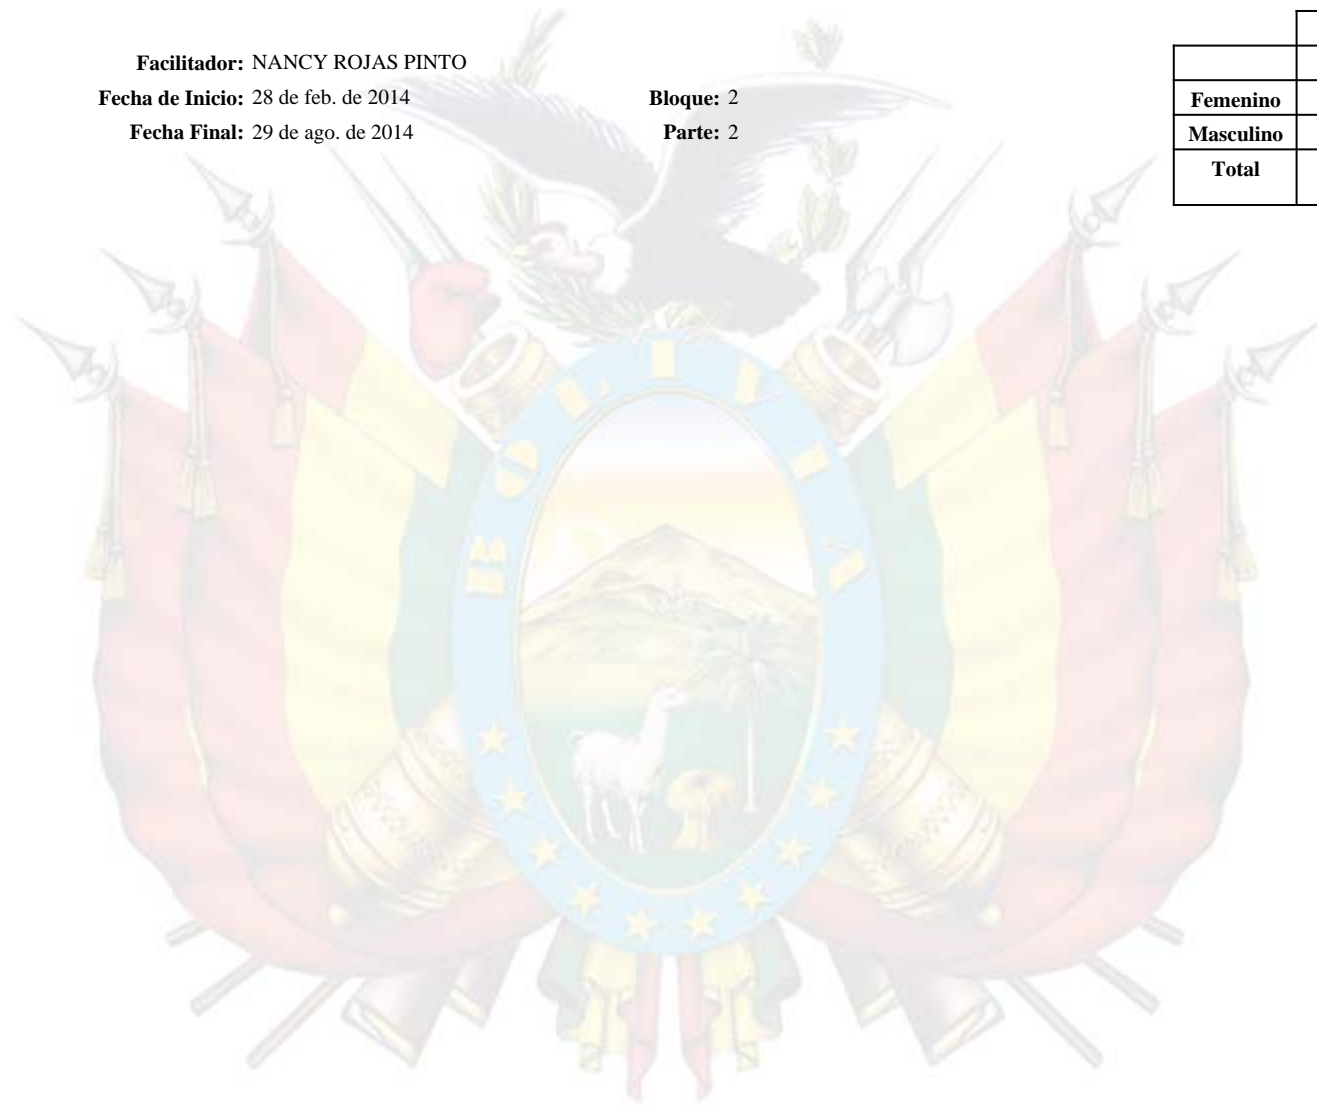 Facilitador: NANCY ROJAS PINTO
Fecha de Inicio: 28 de feb. de 2014 Bloque: 2
Fecha Final: 29 de ago. de 2014 Parte: 2
Femenino
Masculino
Total
BOLIVIA